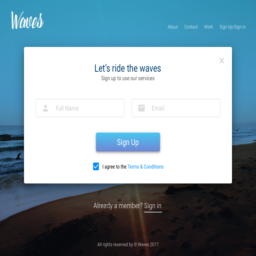 Waves
About Contact Work Sign Up/Sign in
x
Let's ride the waves
Sign up to use our services
Full Name Email
Sign Up
I agree to the Terms & Conditions
Already a member? Sign in
All rights reserved by © Waves 2017